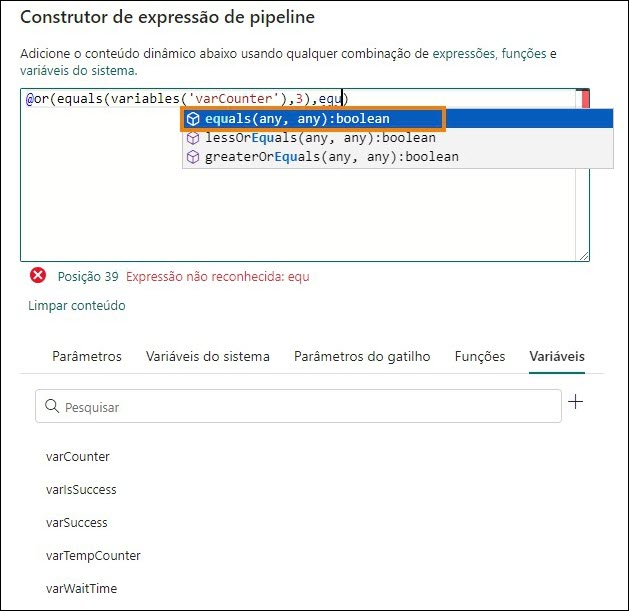 Construtor de expressão de pipeline
Adicione o conteúdo dinâmico abaixo usando qualquer combinação de expressões, funções e
variáveis do sistema.
@or(equals(variables('varCounter'),3),equ)
equals(any, any):boolean
lessOrEquals(any, any):boolean
greaterOrEquals(any, any):boolean
Posição 39 Expressão não reconhecida: equ
Limpar conteúdo
Parâmetros Variáveis do sistema Parâmetros do gatilho Funções Variáveis
Pesquisar
varCounter
varIsSuccess
varSuccess
varTempCounter
varWaitTime